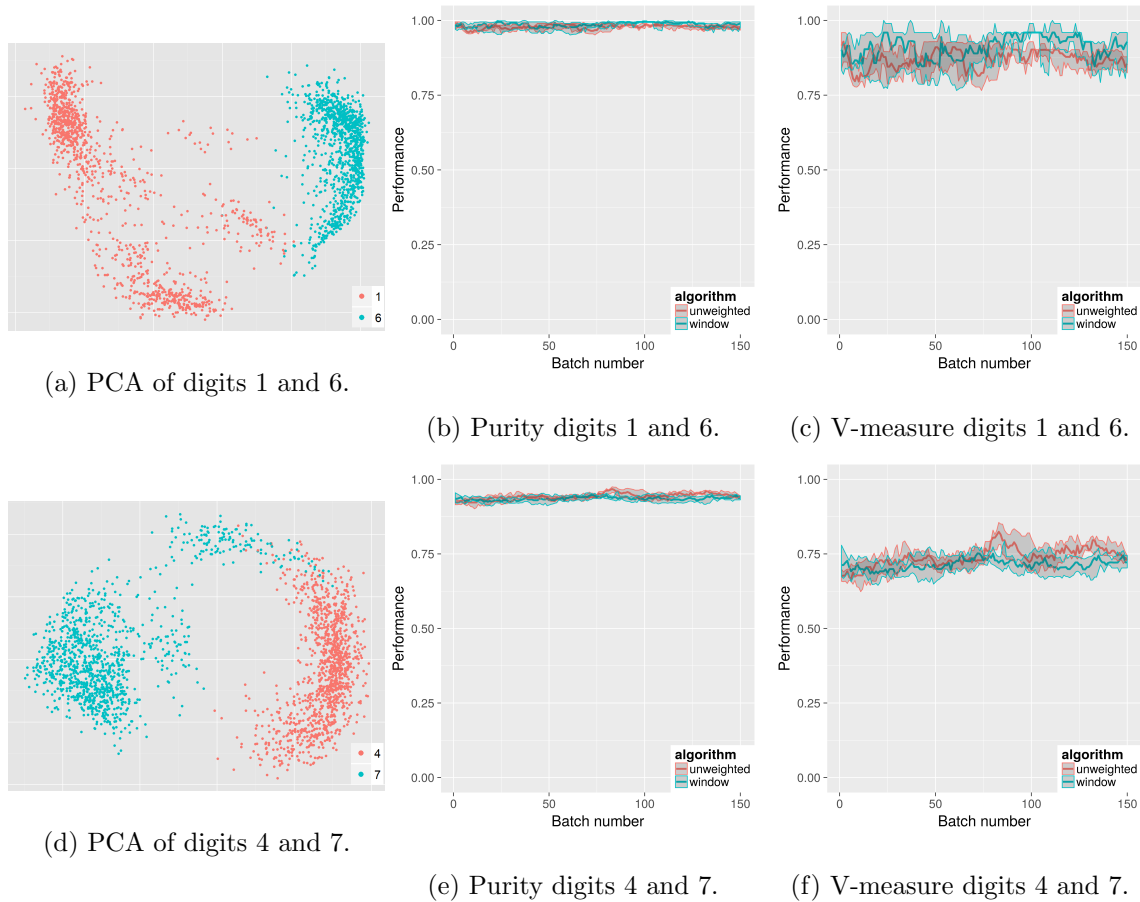 1
6
(a) PCA of digits 1 and 6.
1.00
0.75
0.50
0.25
0.00
Performance
algorithm
unweighted
window
0 50 100 150
Batch number
(b) Purity digits 1 and 6.
1.00
0.75
0.50
0.25
0.00
Performance
algorithm
unweighted
window
0 50 100 150
Batch number
(c) V-measure digits 1 and 6.
4
7
(d) PCA of digits 4 and 7.
1.00
0.75
0.50
0.25
0.00
Performance
algorithm
unweighted
window
0 50 100 150
Batch number
(e) Purity digits 4 and 7.
1.00
0.75
0.50
0.25
0.00
Performance
algorithm
unweighted
window
0 50 100 150
Batch number
(f) V-measure digits 4 and 7.